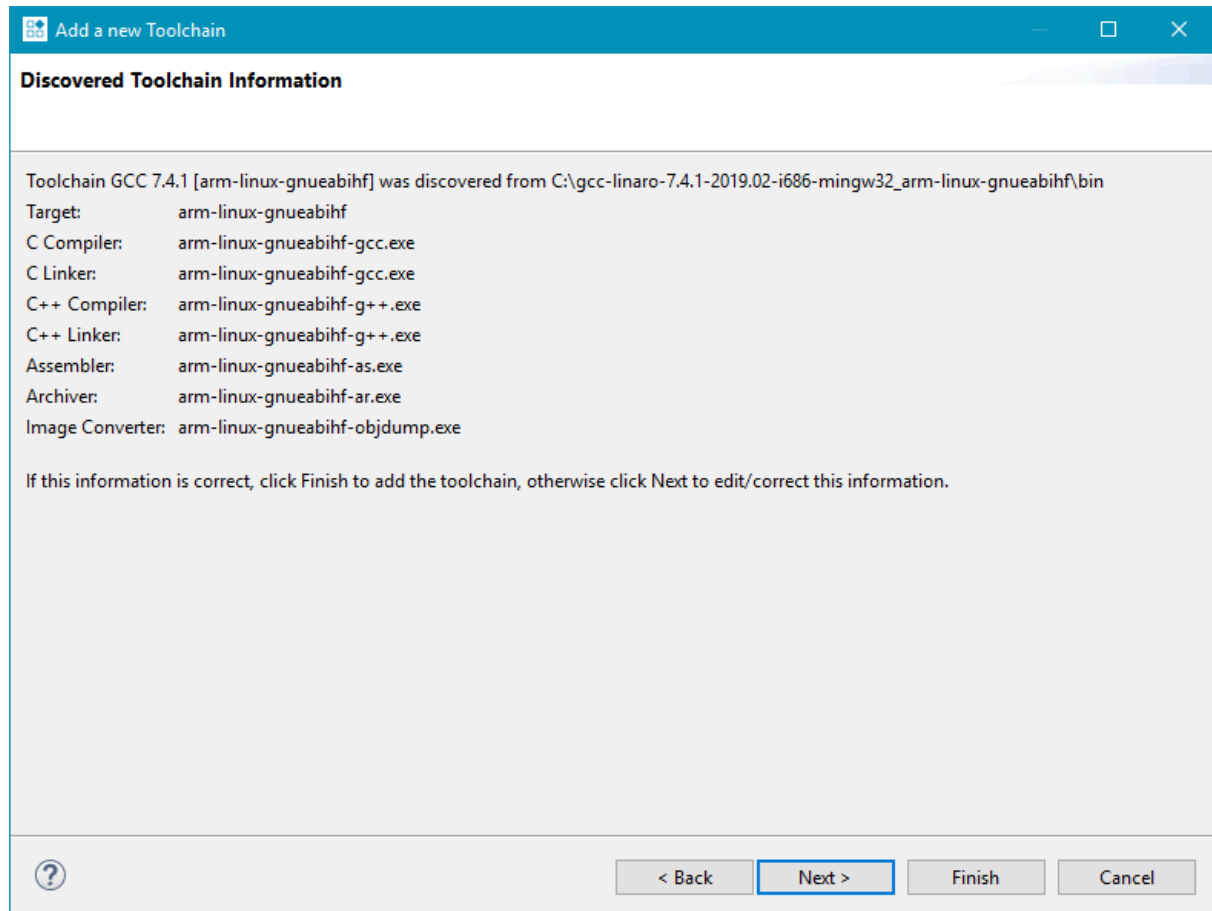 Add a new Toolchain
Discovered Toolchain Information
Toolchain GCC 7.4.1 [arm-linux-gnueabihf] was discovered from C:\gcc-linaro-7.4.1-2019.02-i686-mingw32_arm-linux-gnueabihf\bin
Target: arm-linux-gnueabihf
C Compiler: arm-linux-gnueabihf-gcc.exe
C Linker: arm-linux-gnueabihf-gcc.exe
C++ Compiler: arm-linux-gnueabihf-g++.exe
C++ Linker: arm-linux-gnueabihf-g++.exe
Assembler: arm-linux-gnueabihf-as.exe
Archiver: arm-linux-gnueabihf-ar.exe
Image Converter: arm-linux-gnueabihf-objdump.exe
If this information is correct, click Finish to add the toolchain, otherwise click Next to edit/correct this information.
? < Back Next > Finish Cancel